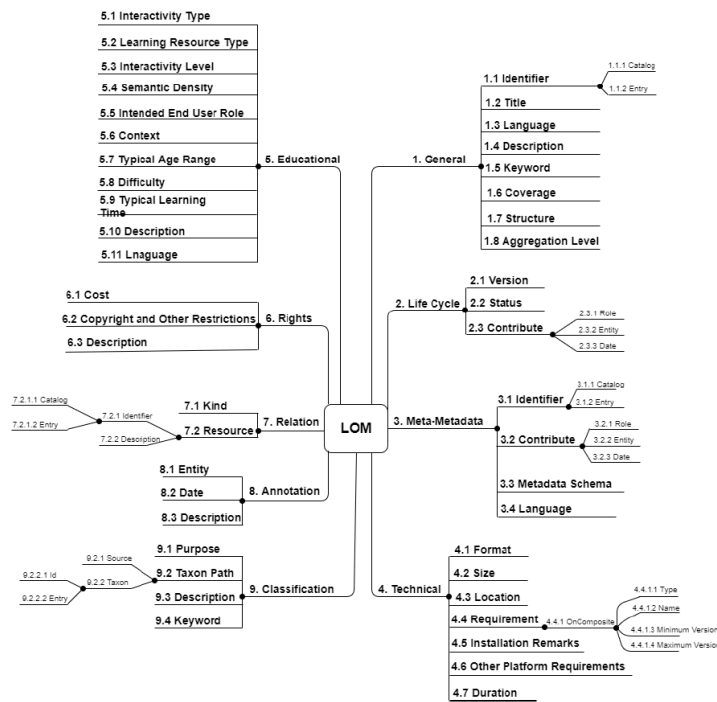 LOM
1. General
1.1 Identifier
1.1.1 Catalog
1.1.2 Entry
1.2 Title
1.3 Language
1.4 Description
1.5 Keyword
1.6 Coverage
1.7 Structure
1.8 Aggregation Level
2. Life Cycle
2.1 Version
2.2 Status
2.3 Contribute
2.3.1 Role
2.3.2 Entity
2.3.3 Date
3. Meta-Metadata
3.1 Identifier
3.1.1 Catalog
3.1.2 Entry
3.2 Contribute
3.2.1 Role
3.2.2 Entity
3.2.3 Date
3.3 Metadata Schema
3.4 Language
4. Technical
4.1 Format
4.2 Size
4.3 Location
4.4 Requirement
4.4.1 OnComposite
4.4.1.1 Type
4.4.1.2 Name
4.4.1.3 Minimum Version
4.4.1.4 Maximum Version
4.5 Installation Remarks
4.6 Other Platform Requirements
4.7 Duration
5. Educational
5.1 Interactivity Type
5.2 Learning Resource Type
5.3 Interactivity Level
5.4 Semantic Density
5.5 Intended End User Role
5.6 Context
5.7 Typical Age Range
5.8 Difficulty
5.9 Typical Learning
Time
5.10 Description
5.11 Lnaguage
6. Rights
6.1 Cost
6.2 Copyright and Other Restrictions
6.3 Description
7. Relation
7.1 Kind
7.2 Resource
7.2.1 Identifier
7.2.1.1 Catalog
7.2.1.2 Entry
7.2.2 Description
8. Annotation
8.1 Entity
8.2 Date
8.3 Description
9. Classification
9.1 Purpose
9.2 Taxon Path
9.2.1 Source
9.2.2 Taxon
9.2.2.1 Id
9.2.2.2 Entry
9.3 Description
9.4 Keyword